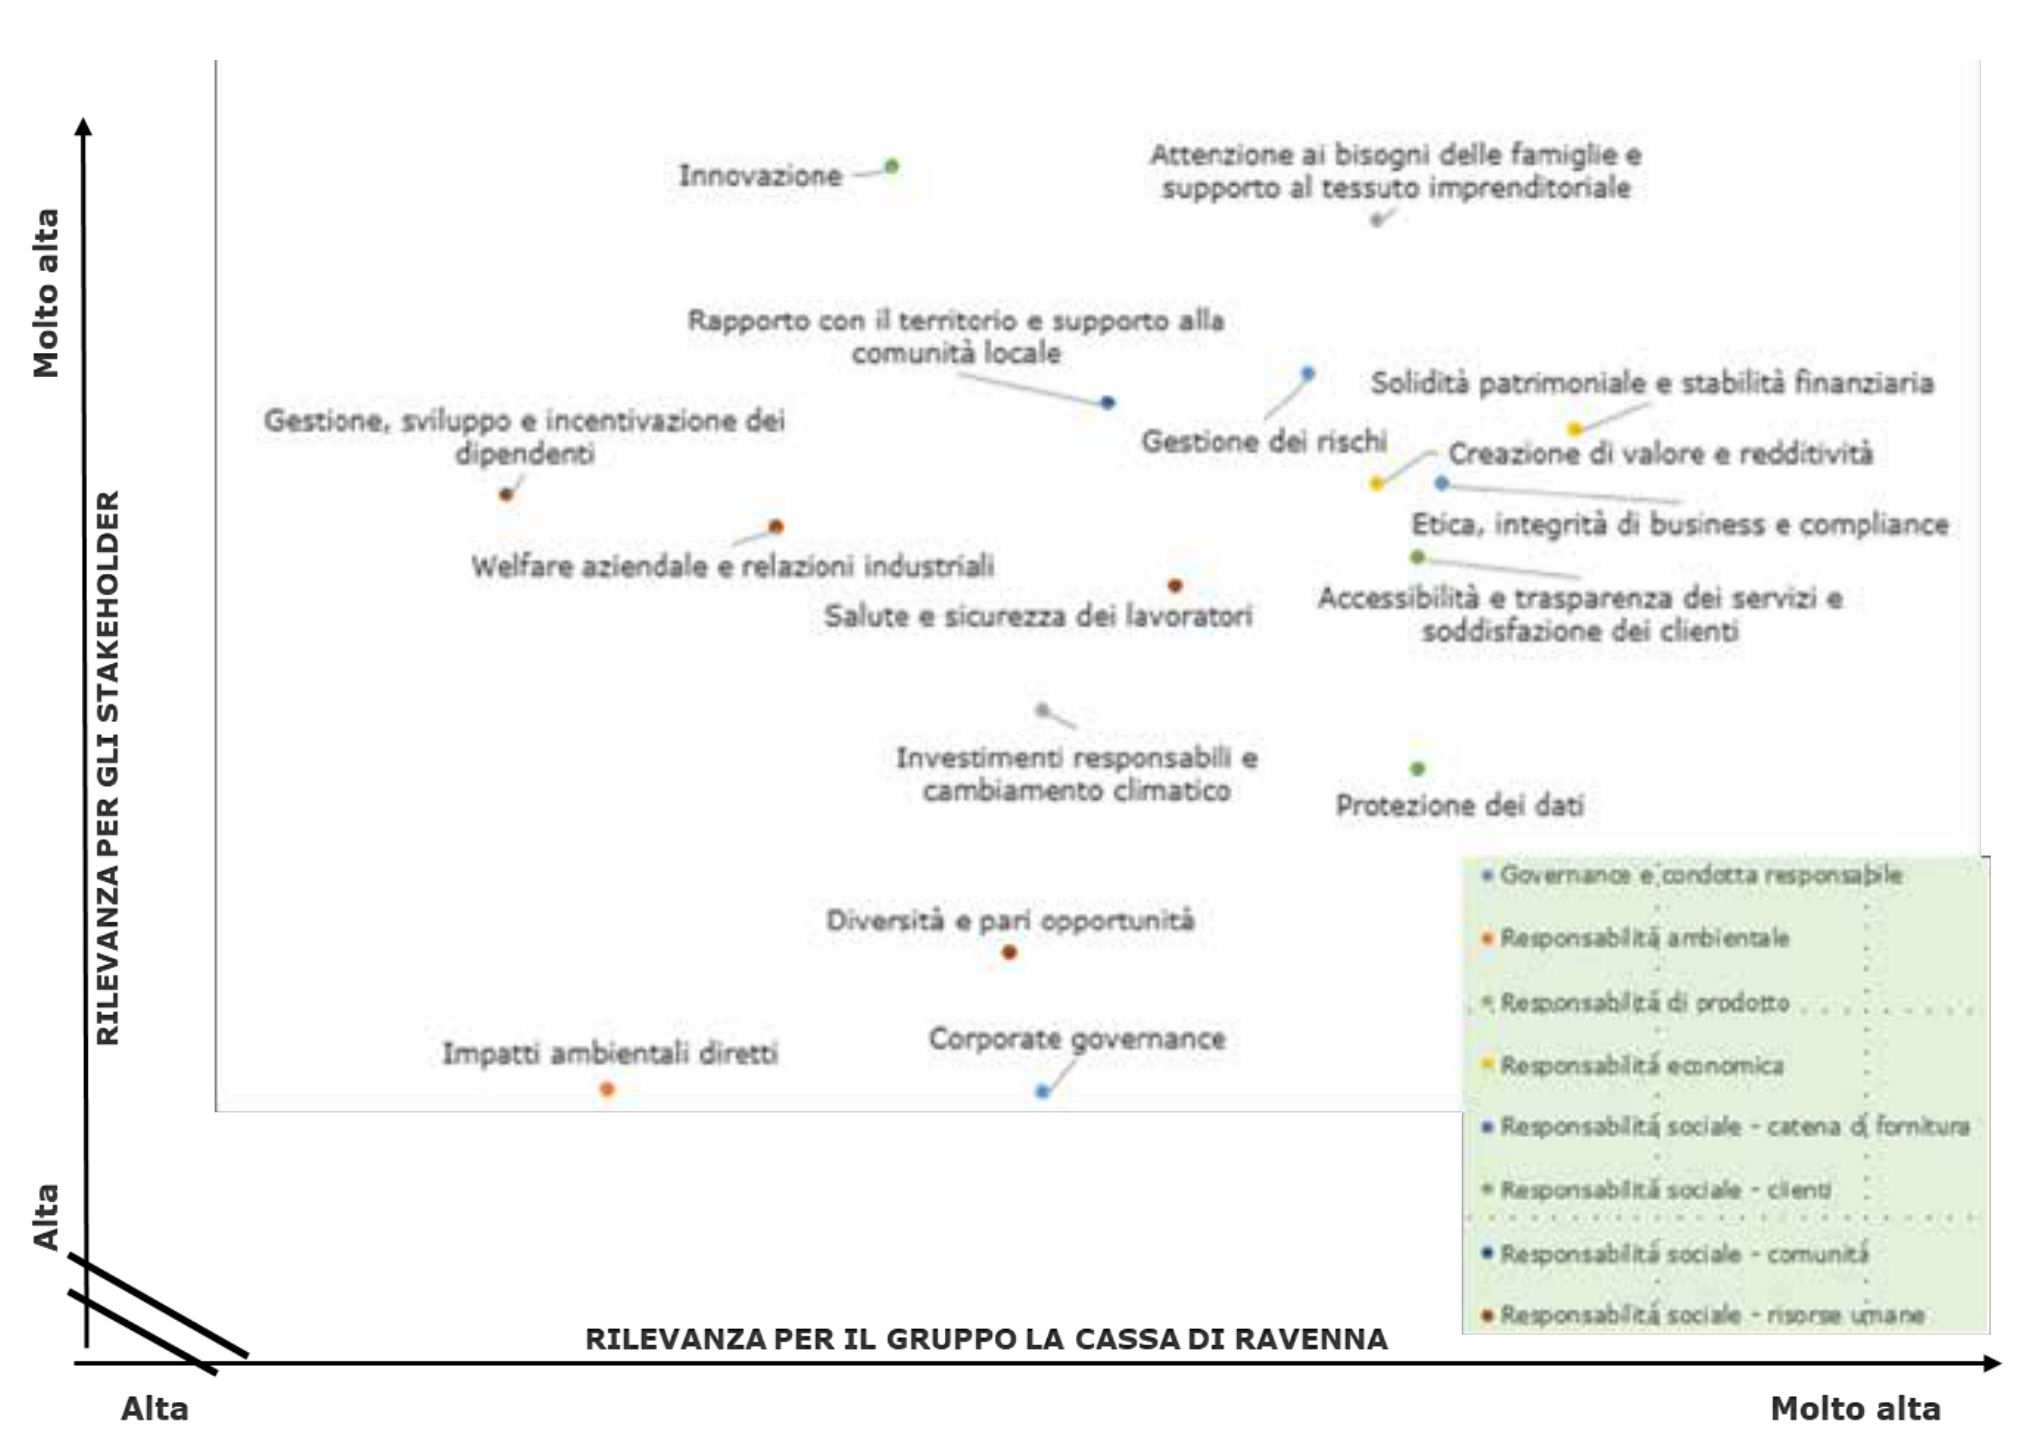 Innovazione
Attenzione ai bisogni delle famiglie e
supporto al tessuto imprenditoriale
Molto alta
Rapporto con il territorio e supporto alla
comunità locale
Solidità patrimoniale e stabilità finanziaria
Gestione, sviluppo e incentivazione dei
dipendenti
Gestione dei rischi
Creazione di valore e redditività
Etica, integrità di business e compliance
Welfare aziendale e relazioni industriali
Salute e sicurezza dei lavoratori
Accessibilità e trasparenza dei servizi e
soddisfazione dei clienti
RILEVANZA PER GLI STAKEHOLDER
Investimenti responsabili e
cambiamento climatico
Protezione dei dati
Diversità e pari opportunità
Corporate governance
Impatti ambientali diretti
Governance e condotta responsabile
Responsabilità ambientale
Responsabilità di prodotto
Responsabilità economica
Responsabilità sociale - catena di fornitura
Responsabilità sociale - clienti
Responsabilità sociale - comunità
Responsabilità sociale - risorse umane
Alta
RILEVANZA PER IL GRUPPO LA CASSA DI RAVENNA
Alta
Molto alta